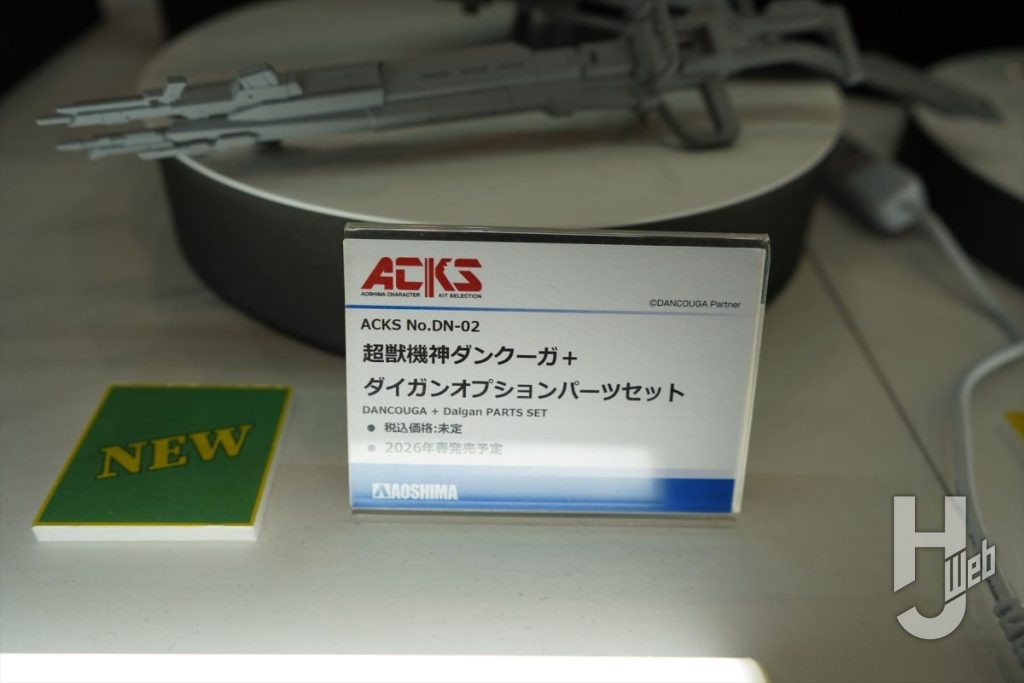 ACKS
AOSHIMA CHARACTER KIT SELECTION
©DANCOUGA Partner
ACKS No.DN-02
超獣機神ダンクーガ＋
ダイガンオプションパーツセット
DANCOUGA + Daigan PARTS SET
● 税込価格:未定
● 2026年春発売予定
AOSHIMA
NEW
HJ Web